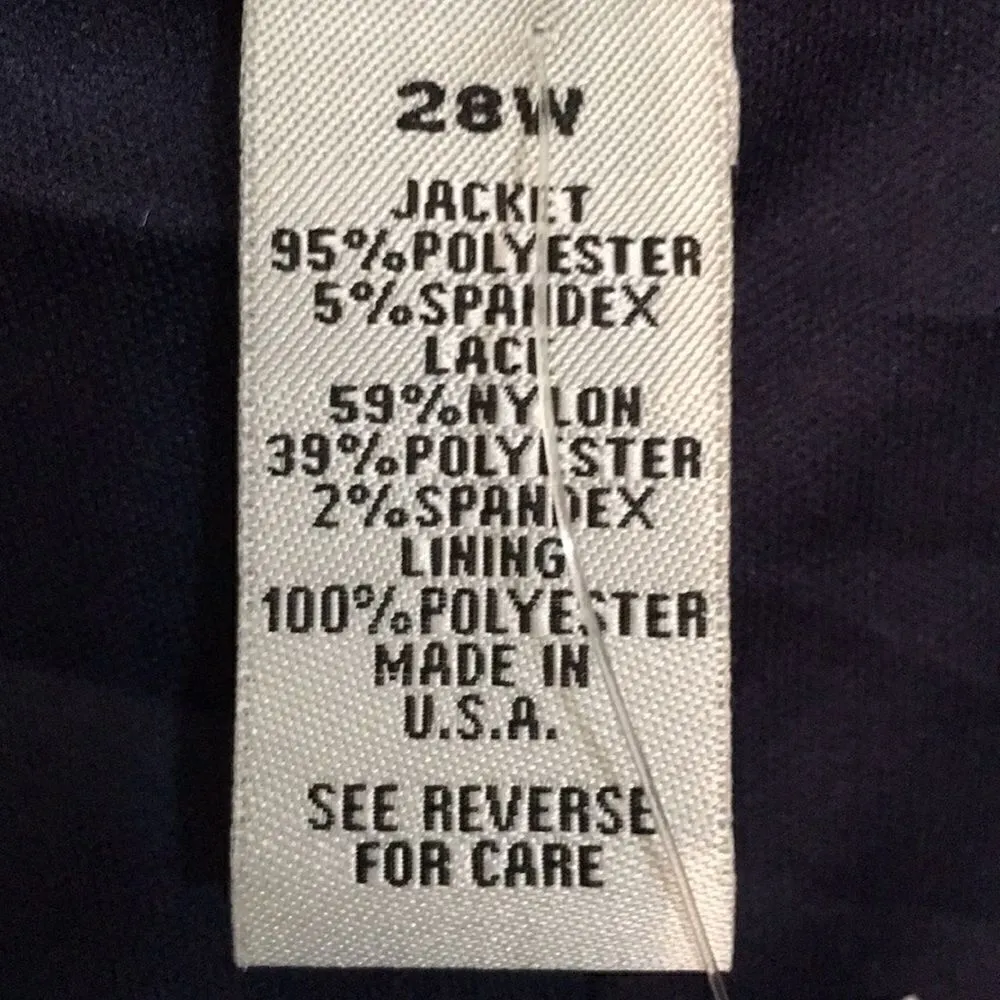 28W
JACKET
95%POLYESTER
5%SPANDEX
LACE
59%NYLON
39%POLYESTER
2%SPANDEX
LINING
100%POLYESTER
MADE IN
U.S.A.
SEE REVERSE
FOR CARE